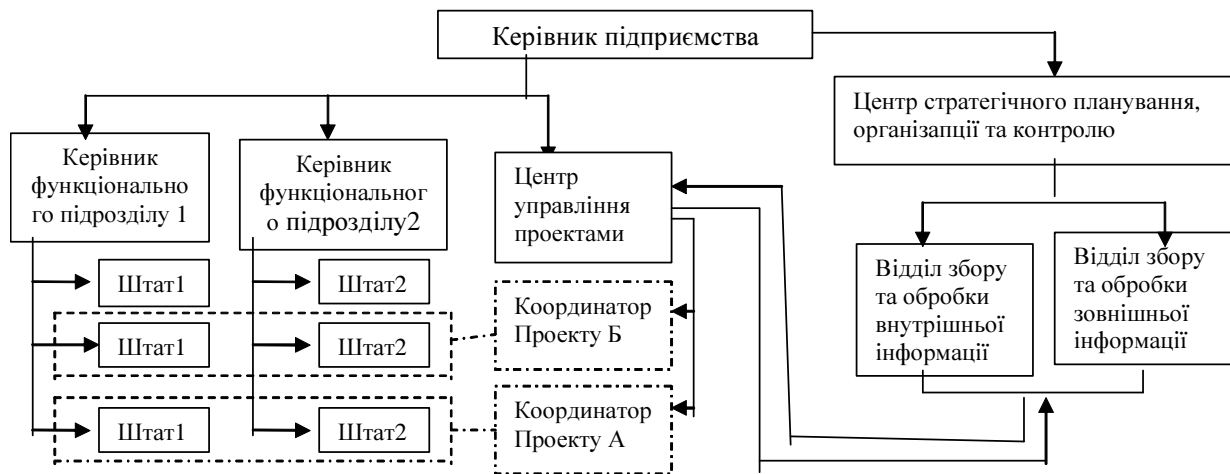 Керівник підприємства
Центр стратегічного планування,
організапції та контролю
Керівник
функціонально
го підрозділу 1
Керівник
функціональног
о підрозділу2
Центр
управління
проектами
Відділ збору
та обробки
внутрішньої
інформації
Відділ збору
та обробки
зовнішньої
інформації
Штат1
Штат2
Координатор
Проекту Б
Штат1
Штат2
Координатор
Проекту А
Штат1
Штат2